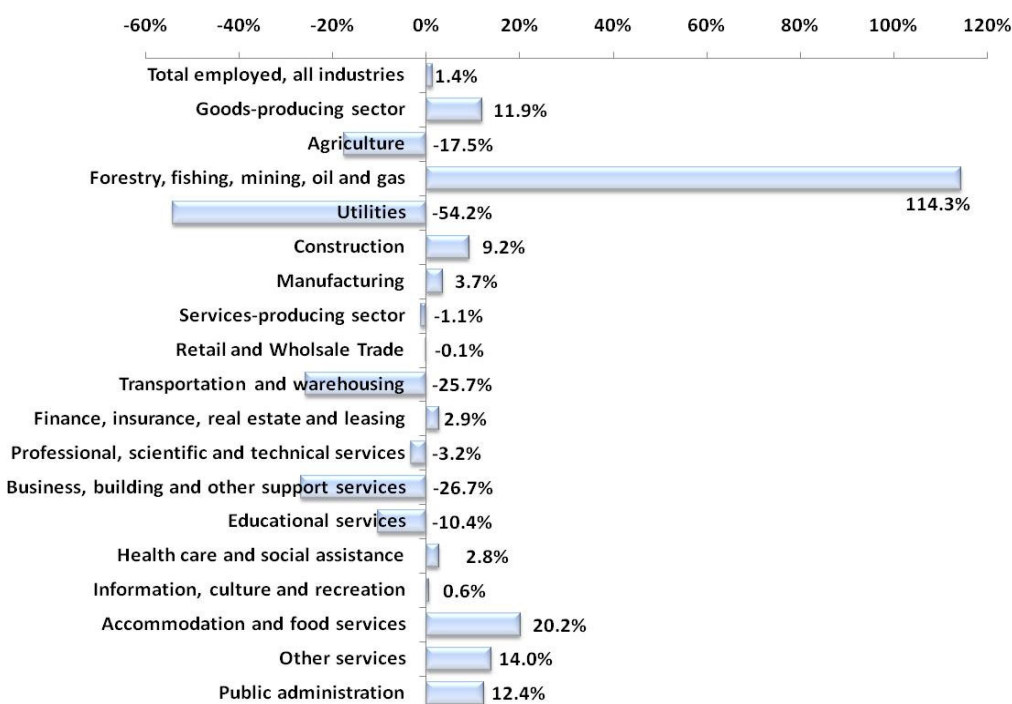 -60% -40% -20% 0% 20% 40% 60% 80% 100% 120%
Total employed, all industries 1.4%
Goods-producing sector 11.9%
Agriculture -17.5%
Forestry, fishing, mining, oil and gas
114.3%
Utilities -54.2%
Construction 9.2%
Manufacturing 3.7%
Services-producing sector -1.1%
Retail and Wholsale Trade -0.1%
Transportation and warehousing -25.7%
Finance, insurance, real estate and leasing 2.9%
Professional, scientific and technical services -3.2%
Business, building and other support services -26.7%
Educational services -10.4%
Health care and social assistance 2.8%
Information, culture and recreation 0.6%
Accommodation and food services 20.2%
Other services 14.0%
Public administration 12.4%